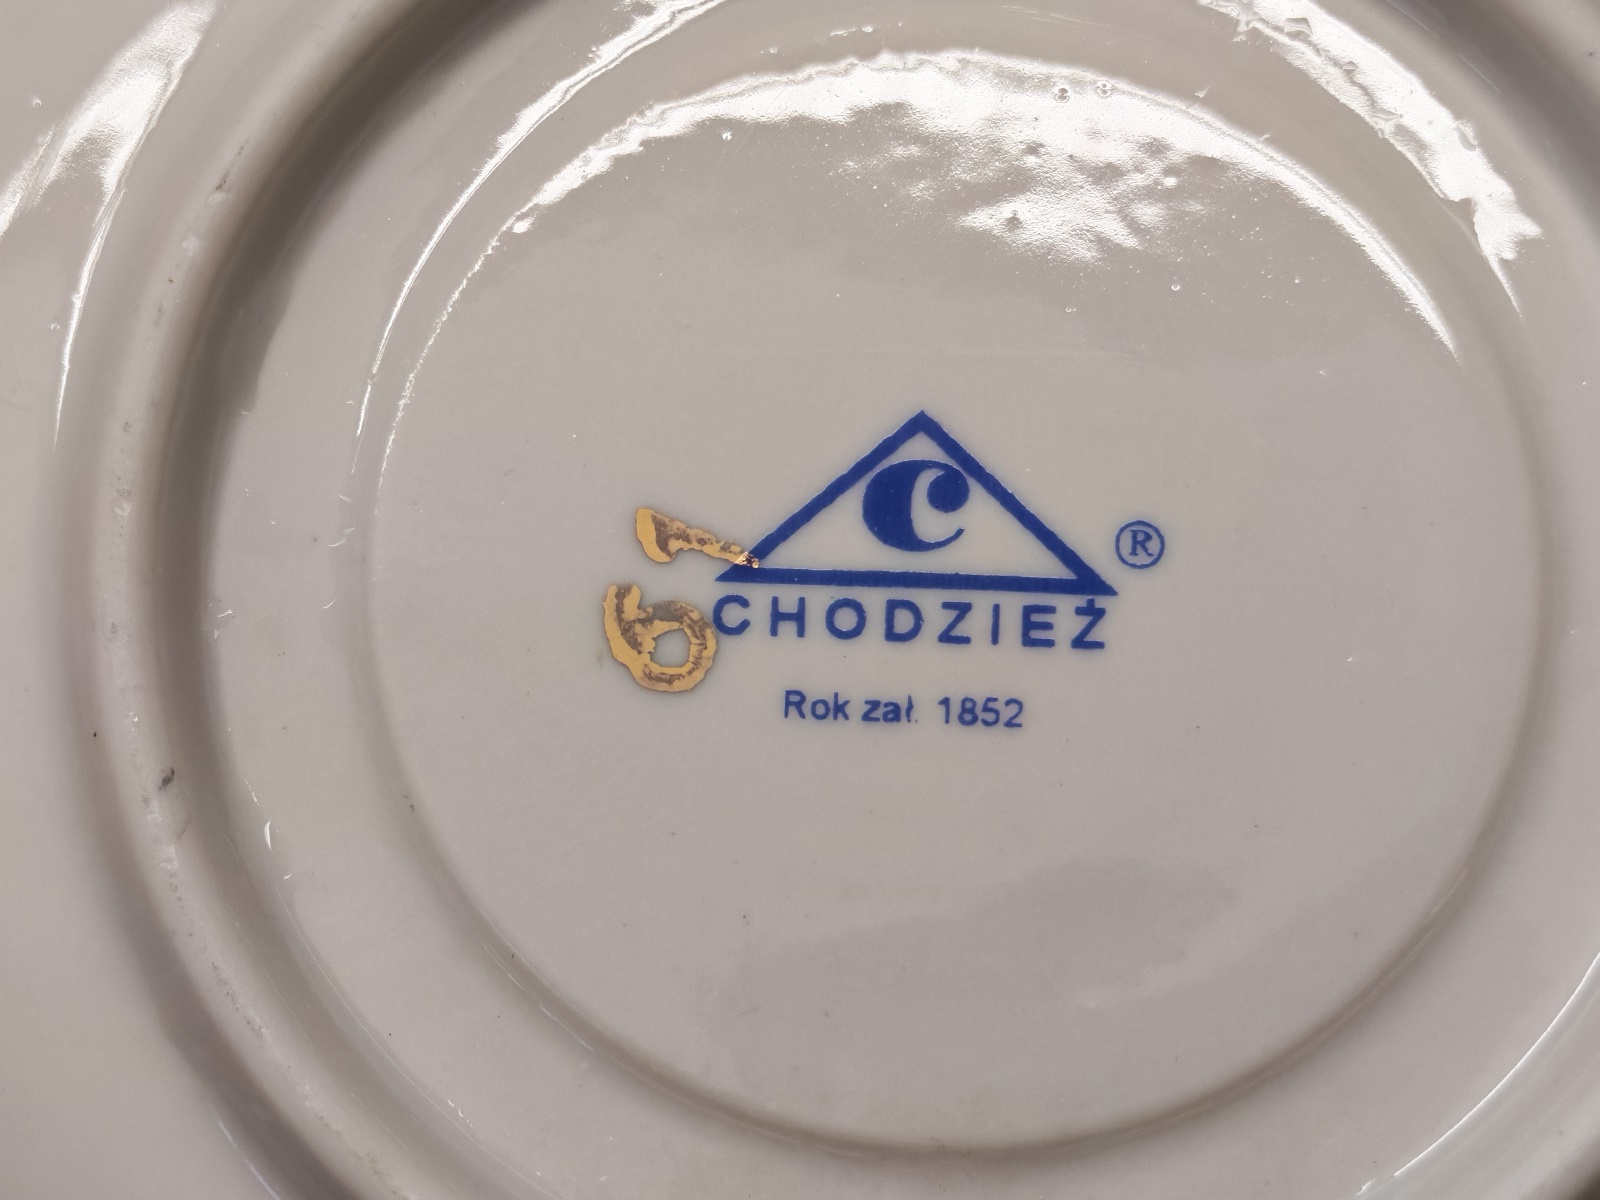 C
®
CHODZIEŻ
Rok zał. 1852